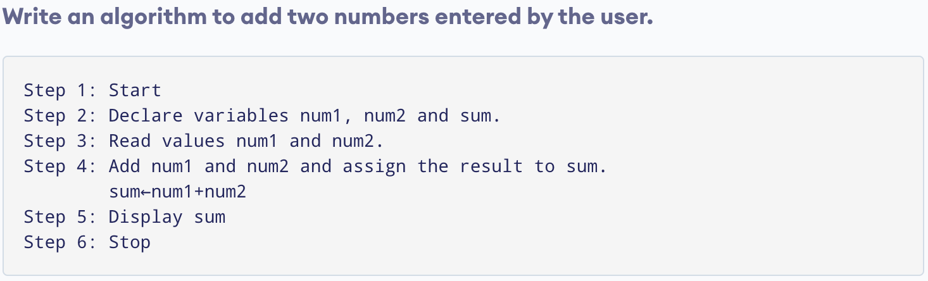 Write an algorithm to add two numbers entered by the user.
Step 1: Start
Step 2: Declare variables num1, num2 and sum.
Step 3: Read values num1 and num2.
Step 4: Add num1 and num2 and assign the result to sum.
        sum←num1+num2
Step 5: Display sum
Step 6: Stop